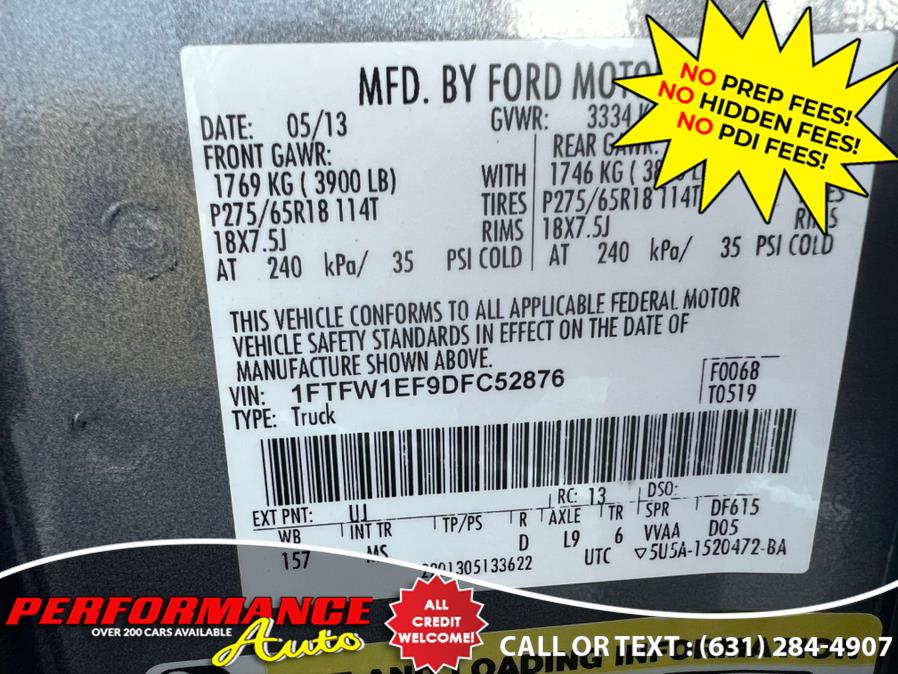 MFD. BY FORD
DATE: 05/13 GVWR: 3334
FRONT GAWR: REAR
1769 KG ( 3900 LB) WITH 1746 KG
P275/65R18 114T TIRES P275/65R18 114T
18X7.5J RIMS 18X7.5J
AT 240 kPa/ 35 PSI COLD AT 240 kPa/ 35 PSI COLD
THIS VEHICLE CONFORMS TO ALL APPLICABLE FEDERAL MOTOR
VEHICLE SAFETY STANDARDS IN EFFECT ON THE DATE OF
MANUFACTURE SHOWN ABOVE.
VIN: 1FTFW1EF9DFC52876 F0068
TYPE: Truck T0519
RC: 13 DSO:
EXT PNT: UJ DF615
WB INT TR TP/PS R AXLE TR SPR D05
157 D L9 6 VVAA
UTC ▽5U5A-1520472-BA
NO PREP FEES!
NO HIDDEN FEES!
NO PDI FEES!
PERFORMANCE
OVER 200 CARS AVAILABLE
Auto
ALL
CREDIT
WELCOME!
CALL OR TEXT : (631) 284-4907